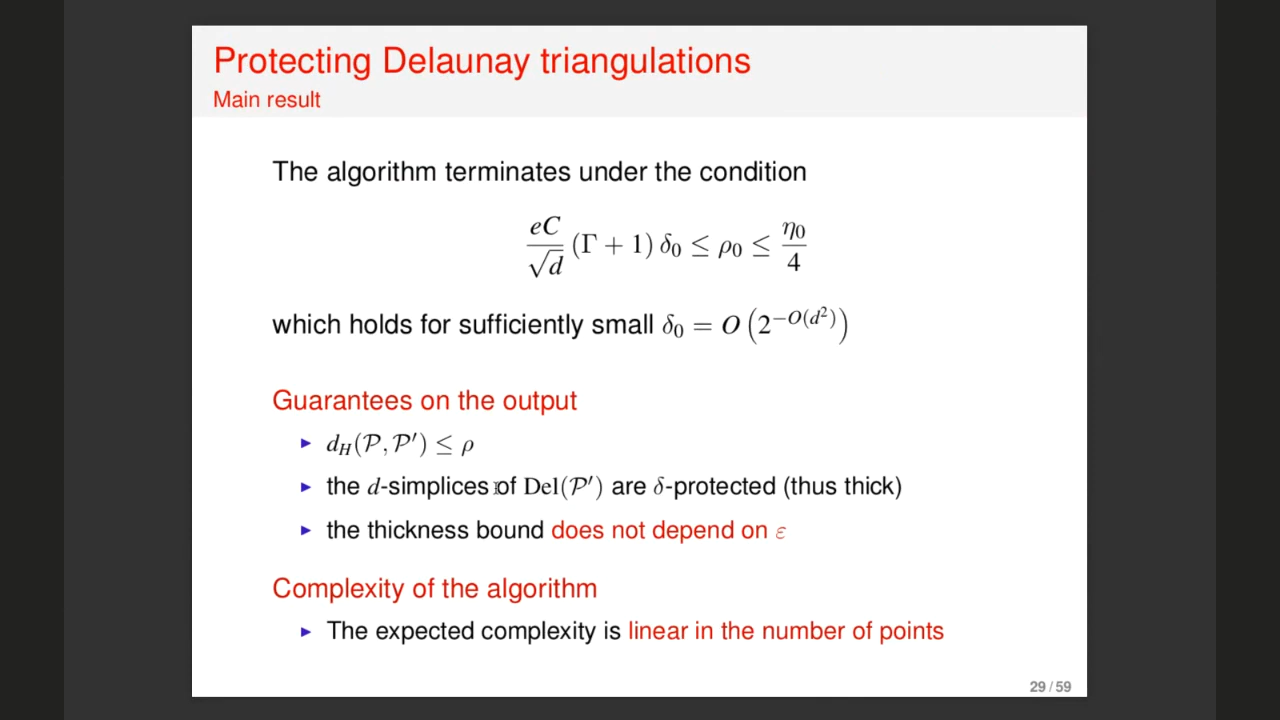 Protecting Delaunay triangulations
Main result
The algorithm terminates under the condition
eC/√d (Γ + 1) δ₀ ≤ ρ₀ ≤ η₀/4
which holds for sufficiently small δ₀ = O(2^{−O(d²)})
Guarantees on the output
▸ d_H(𝒫, 𝒫′) ≤ ρ
▸ the d-simplices of Del(𝒫′) are δ-protected (thus thick)
▸ the thickness bound does not depend on ε
Complexity of the algorithm
▸ The expected complexity is linear in the number of points
29 / 59